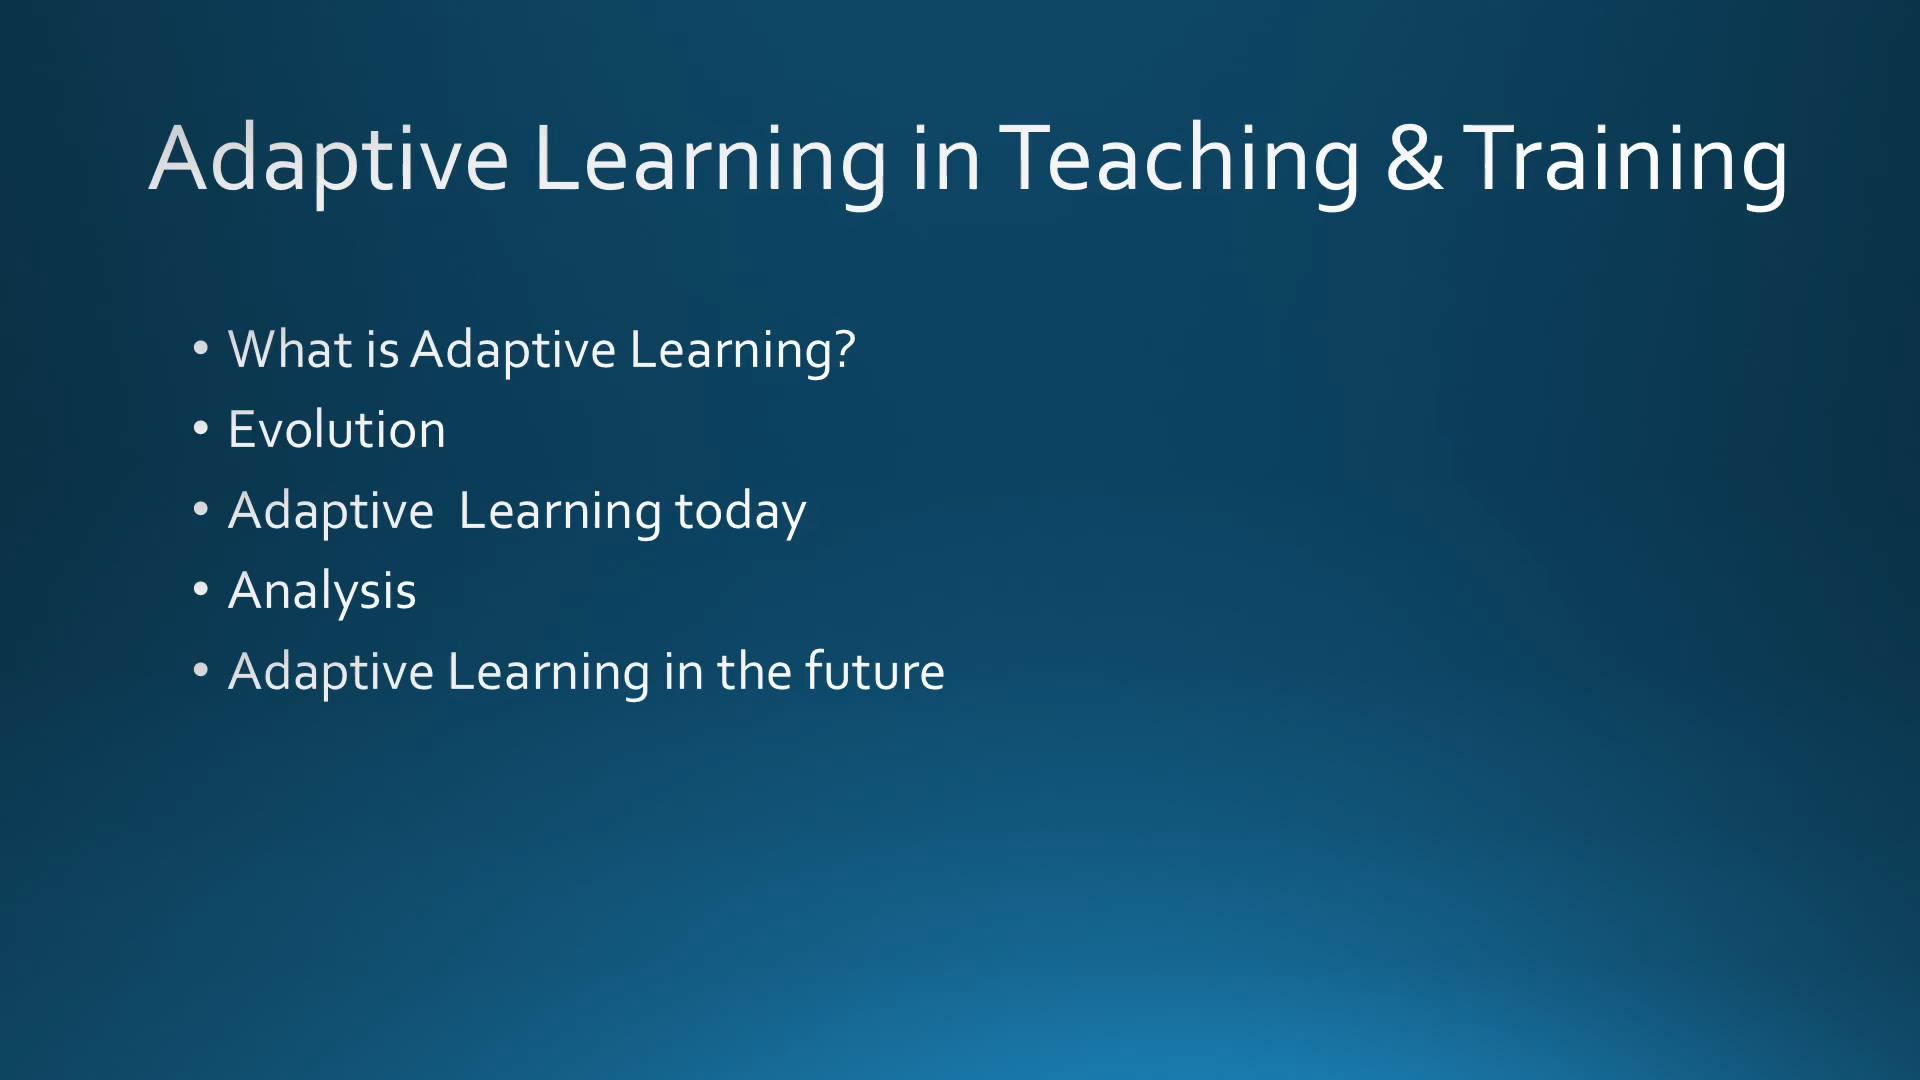 Adaptive Learning in Teaching & Training
• What is Adaptive Learning?
• Evolution
• Adaptive  Learning today
• Analysis
• Adaptive Learning in the future